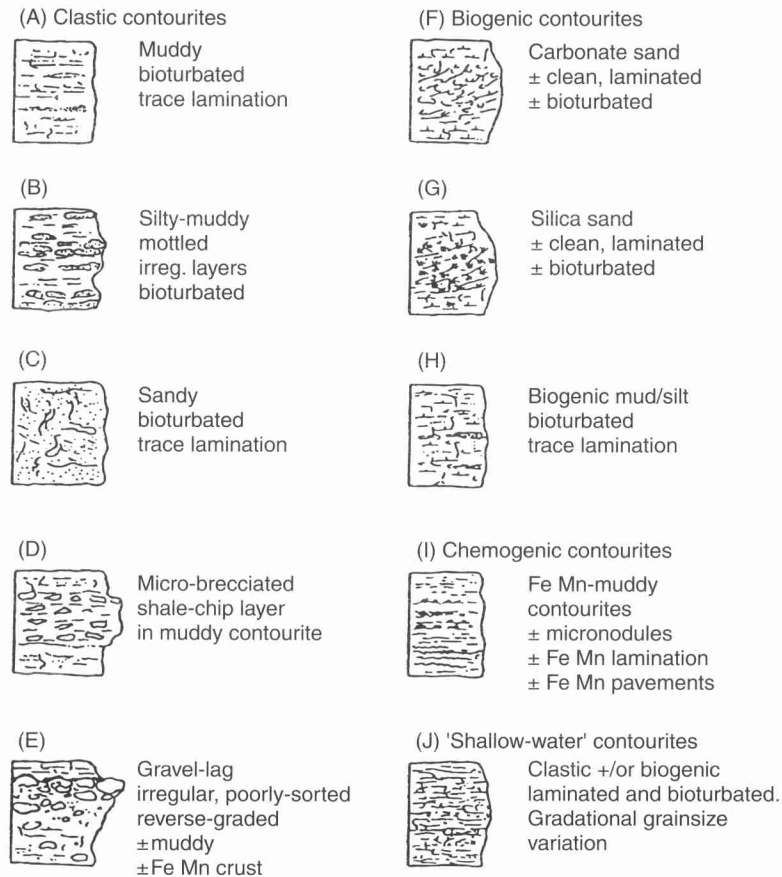 (A) Clastic contourites
Muddy
bioturbated
trace lamination
(B)
Silty-muddy
mottled
irreg. layers
bioturbated
(C)
Sandy
bioturbated
trace lamination
(D)
Micro-brecciated
shale-chip layer
in muddy contourite
(E)
Gravel-lag
irregular, poorly-sorted
reverse-graded
±muddy
±Fe Mn crust
(F) Biogenic contourites
Carbonate sand
± clean, laminated
± bioturbated
(G)
Silica sand
± clean, laminated
± bioturbated
(H)
Biogenic mud/silt
bioturbated
trace lamination
(I) Chemogenic contourites
Fe Mn-muddy
contourites
± micronodules
± Fe Mn lamination
± Fe Mn pavements
(J) 'Shallow-water' contourites
Clastic +/or biogenic
laminated and bioturbated.
Gradational grainsize
variation